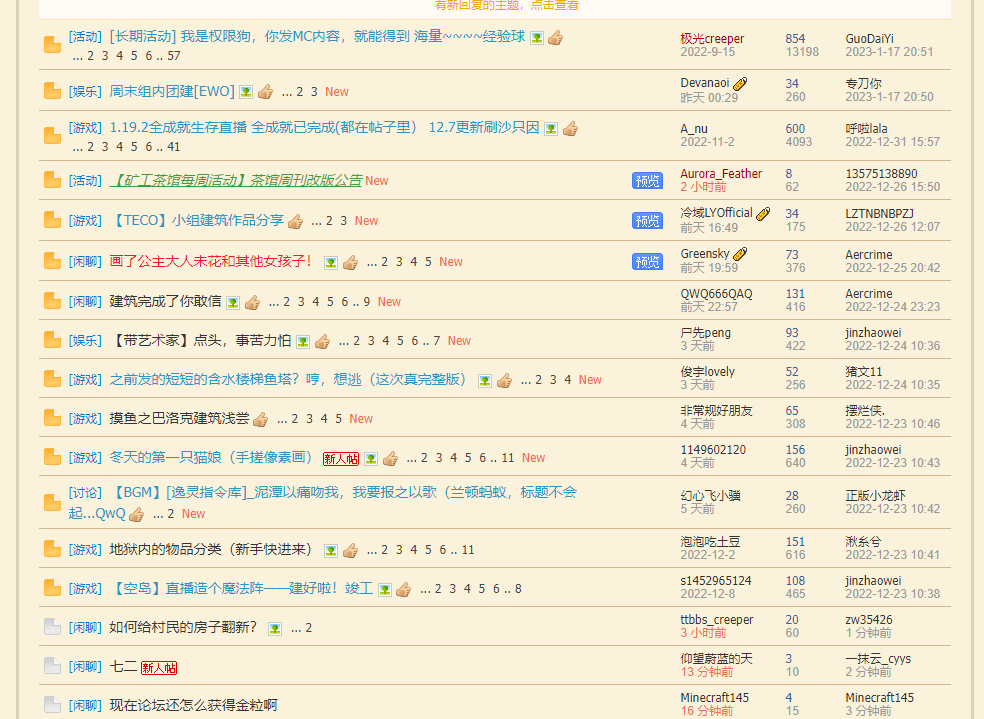 有新回复的主题，点击查看
[活动] [长期活动] 我是权限狗，你发MC内容，就能得到 海量~~~~经验球 极光creeper 854 GuoDaiYi
... 2 3 4 5 6 .. 57 2022-9-15 13198 2023-1-17 20:51
[娱乐] 周末组内团建[EWO] ... 2 3 New Devanaoi 34 专刀你
昨天 00:29 260 2023-1-17 20:50
[游戏] 1.19.2全成就生存直播 全成就已完成(都在帖子里） 12.7更新刷沙只因 A_nu 600 呼啦lala
... 2 3 4 5 6 .. 41 2022-11-2 4093 2022-12-31 15:57
[活动] 【矿工茶馆每周活动】茶馆周刊改版公告 New 预览 Aurora_Feather 8 13575138890
2 小时前 62 2022-12-26 15:50
[游戏] 【TECO】小组建筑作品分享 ... 2 3 New 预览 冷域LYOfficial 34 LZTNBNBPZJ
前天 16:49 175 2022-12-26 12:07
[闲聊] 画了公主大人未花和其他女孩子！ ... 2 3 4 5 New 预览 Greensky 73 Aercrime
前天 19:59 376 2022-12-25 20:42
[闲聊] 建筑完成了你敢信 ... 2 3 4 5 6 .. 9 New QWQ666QAQ 131 Aercrime
前天 22:57 416 2022-12-24 23:23
[娱乐] 【带艺术家】点头，事苦力怕 ... 2 3 4 5 6 .. 7 New 尸先peng 93 jinzhaowei
3 天前 422 2022-12-24 10:36
[游戏] 之前发的短短的含水楼梯鱼塔？哼，想逃（这次真完整版） ... 2 3 4 New 俊宇lovely 52 猪文11
3 天前 256 2022-12-24 10:35
[游戏] 摸鱼之巴洛克建筑浅尝 ... 2 3 4 5 New 非常规好朋友 65 摆烂侠.
4 天前 308 2022-12-23 10:46
[游戏] 冬天的第一只猫娘（手搓像素画） 新人帖 ... 2 3 4 5 6 .. 11 New 1149602120 156 jinzhaowei
4 天前 640 2022-12-23 10:43
[讨论] 【BGM】[逸灵指令库]_泥潭以痛吻我，我要报之以歌（兰顿蚂蚁，标题不会 幻心飞小骥 28 正版小龙虾
起...QwQ ... 2 New 5 天前 260 2022-12-23 10:42
[游戏] 地狱内的物品分类（新手快进来） ... 2 3 4 5 6 .. 11 泡泡吃土豆 151 湫糸兮
2022-12-2 616 2022-12-23 10:41
[游戏] 【空岛】直播造个魔法阵——建好啦！竣工 ... 2 3 4 5 6 .. 8 s1452965124 108 jinzhaowei
2022-12-8 465 2022-12-23 10:38
[闲聊] 如何给村民的房子翻新？ ... 2 ttbbs_creeper 20 zw35426
3 小时前 60 1 分钟前
[闲聊] 七二 新人帖 仰望蔚蓝的天 3 一抹云_cyys
13 分钟前 10 2 分钟前
[闲聊] 现在论坛还怎么获得金粒啊 Minecraft145 4 Minecraft145
16 分钟前 15 3 分钟前